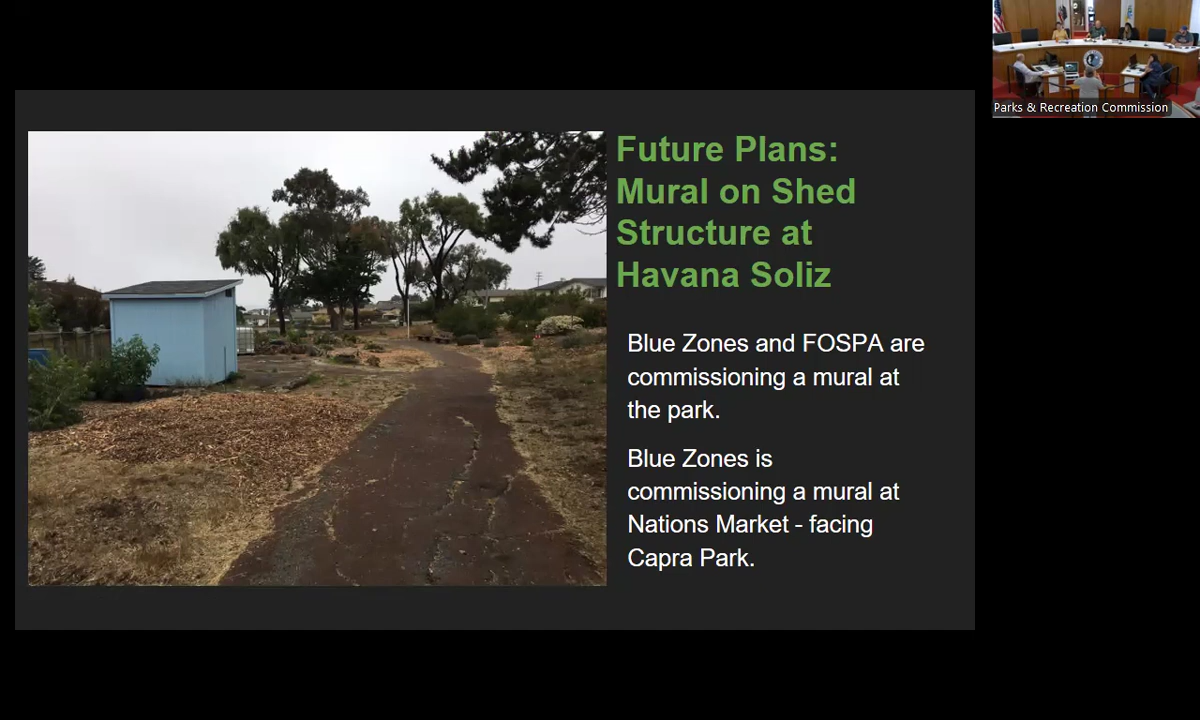 Parks & Recreation Commission
Future Plans:
Mural on Shed
Structure at
Havana Soliz
Blue Zones and FOSPA are
commissioning a mural at
the park.
Blue Zones is
commissioning a mural at
Nations Market - facing
Capra Park.